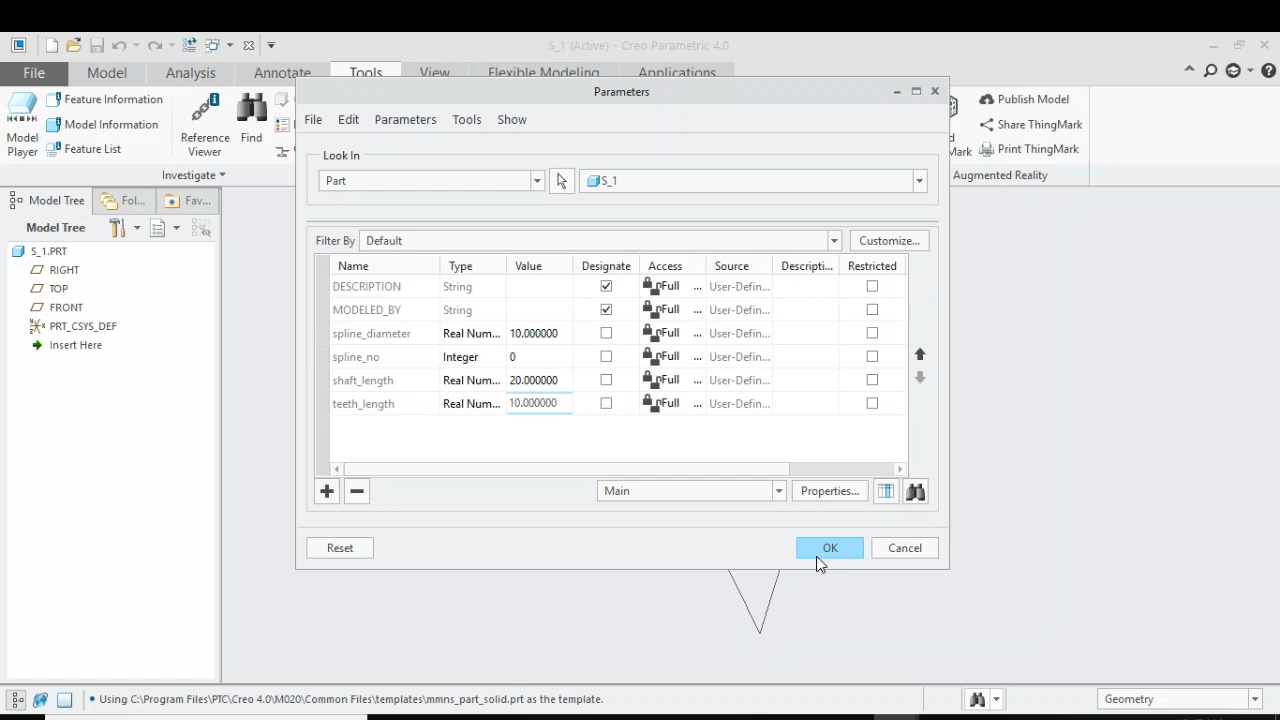 S_1 (Active) - Creo Parametric 4.0
File Model Analysis Annotate Tools View Flexible Modeling Applications
Model Player
Feature Information
Model Information
Feature List
Reference Viewer
Find
Investigate
Publish Model
Share ThingMark
Print ThingMark
Mark
Augmented Reality
Model Tree Fol... Fav...
Model Tree
S_1.PRT
RIGHT
TOP
FRONT
PRT_CSYS_DEF
Insert Here
Parameters
File Edit Parameters Tools Show
Look In
Part S_1
Filter By Default Customize...
Name Type Value Designate Access Source Descripti... Restricted
DESCRIPTION String Full ... User-Defin...
MODELED_BY String Full ... User-Defin...
spline_diameter Real Num... 10.000000 Full ... User-Defin...
spline_no Integer 0 Full ... User-Defin...
shaft_length Real Num... 20.000000 Full ... User-Defin...
teeth_length Real Num... 10.000000 Full ... User-Defin...
Main Properties...
Reset OK Cancel
• Using C:\Program Files\PTC\Creo 4.0\M020\Common Files\templates\mmns_part_solid.prt as the template.
Geometry